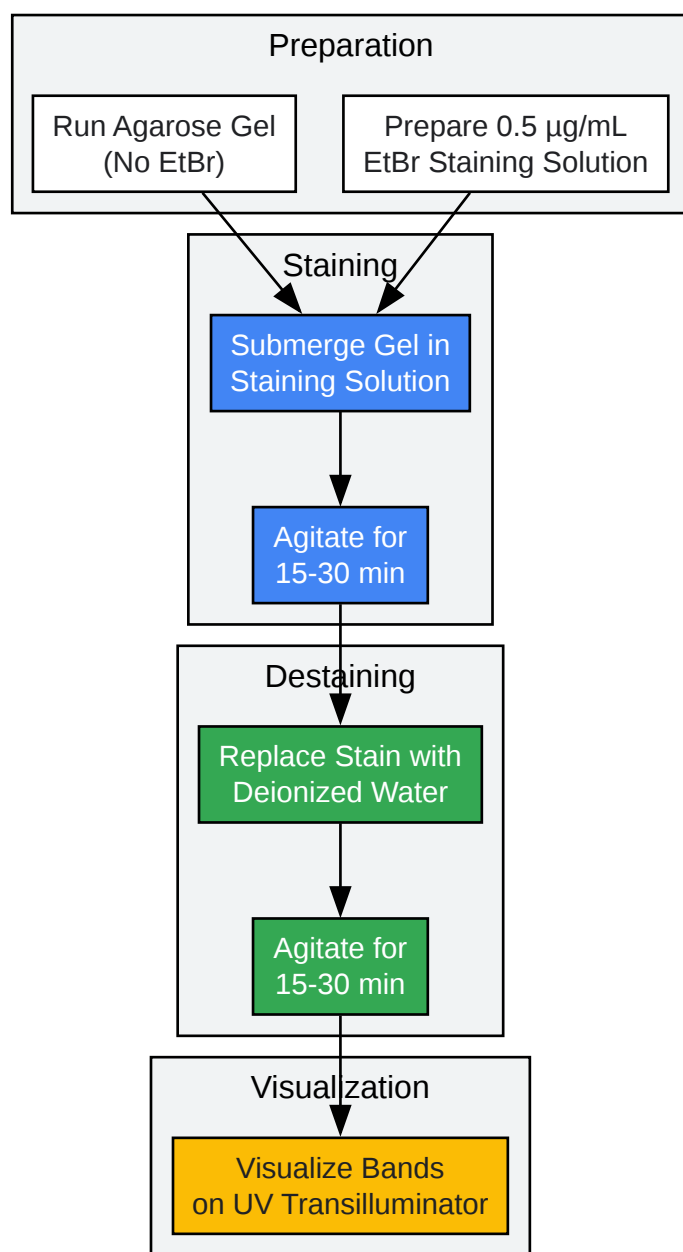 Preparation
Run Agarose Gel
(No EtBr)
Prepare 0.5 µg/mL
EtBr Staining Solution
Staining
Submerge Gel in
Staining Solution
Agitate for
15-30 min
Destaining
Replace Stain with
Deionized Water
Agitate for
15-30 min
Visualization
Visualize Bands
on UV Transilluminator